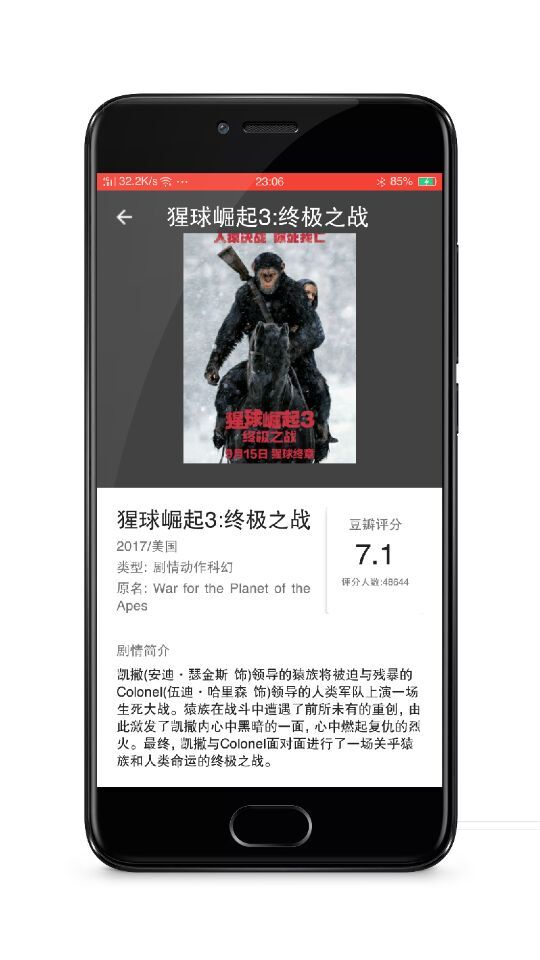 32.2K/s ··· 23:06 85%
猩球崛起3:终极之战
人猿决战 你死我亡
猩球崛起3
终极之战
9月15日 猩球终章
猩球崛起3:终极之战
2017/美国
类型: 剧情动作科幻
原名: War for the Planet of the
Apes
豆瓣评分
7.1
评分人数:48644
剧情简介
凯撒(安迪·瑟金斯 饰)领导的猿族将被迫与残暴的
Colonel(伍迪·哈里森 饰)领导的人类军队上演一场
生死大战。猿族在战斗中遭遇了前所未有的重创, 由
此激发了凯撒内心中黑暗的一面, 心中燃起复仇的烈
火。最终, 凯撒与Colonel面对面进行了一场关乎猿
族和人类命运的终极之战。